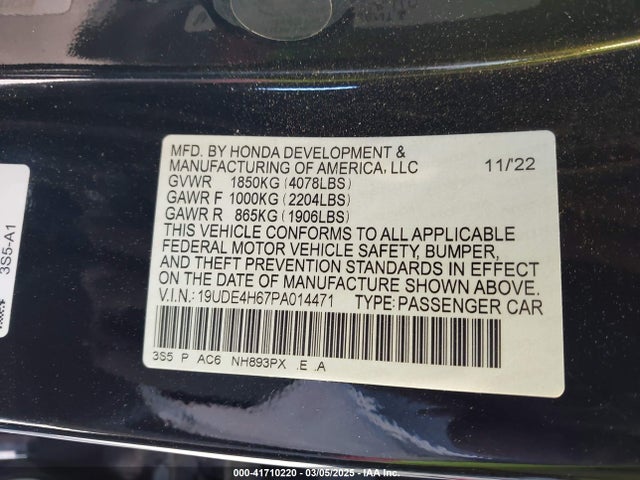 MFD. BY HONDA DEVELOPMENT &
MANUFACTURING OF AMERICA, LLC 11/'22
GVWR 1850KG (4078LBS)
GAWR F 1000KG (2204LBS)
GAWR R 865KG (1906LBS)
THIS VEHICLE CONFORMS TO ALL APPLICABLE
FEDERAL MOTOR VEHICLE SAFETY, BUMPER,
AND THEFT PREVENTION STANDARDS IN EFFECT
ON THE DATE OF MANUFACTURE SHOWN ABOVE.
V.I.N.: 19UDE4H67PA014471 TYPE: PASSENGER CAR
3S5 P AC6 NH893PX .E .A
3S5-A1
000-41710220 - 03/05/2025 - IAA Inc.